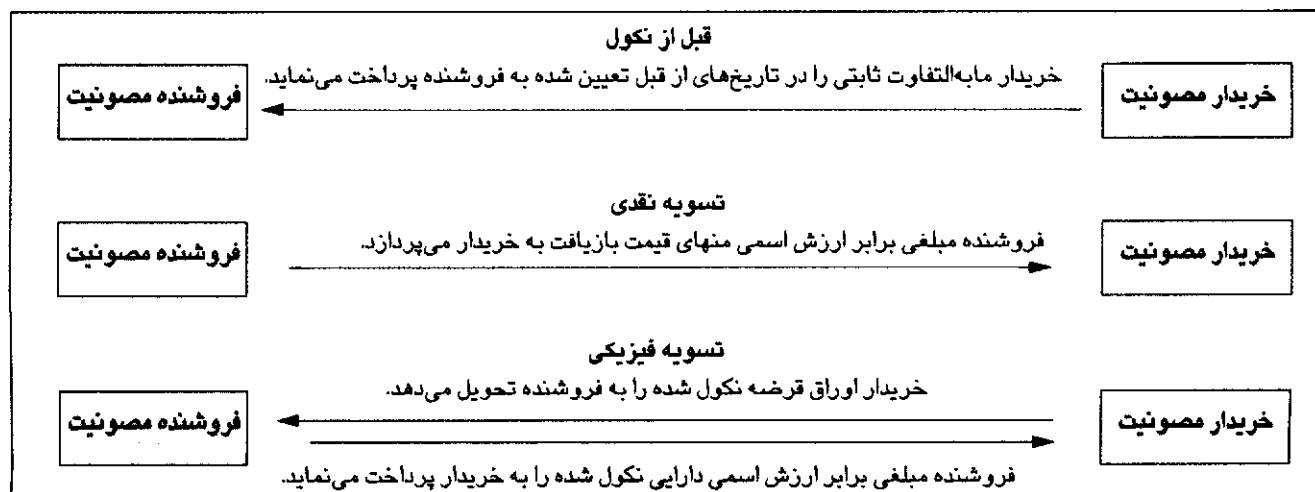 قبل از نکول
خریدار مابه‌التفاوت ثابتی را در تاریخ‌های از قبل تعیین شده به فروشنده پرداخت می‌نماید.
خریدار مصونیت
فروشنده مصونیت
تسویه نقدی
فروشنده مبلغی برابر ارزش اسمی منهای قیمت بازیافت به خریدار می‌پردازد.
خریدار مصونیت
فروشنده مصونیت
تسویه فیزیکی
خریدار اوراق قرضه نکول شده را به فروشنده تحویل می‌دهد.
خریدار مصونیت
فروشنده مصونیت
فروشنده مبلغی برابر ارزش اسمی دارایی نکول شده را به خریدار پرداخت می‌نماید.